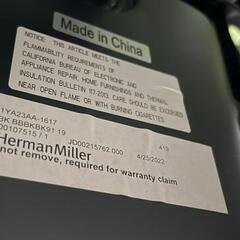 Made in China
NOTICE: THIS ARTICLE MEETS THE
FLAMMABILITY REQUIREMENTS OF
CALIFORNIA BUREAU OF ELECTRONIC AND
APPLIANCE REPAIR, HOME FURNISHINGS AND THERMAL
INSULATION BULLETIN 117-2013. CARE SHOULD BE EXERCISED
NEAR OPEN FLAME OR WITH BURNING CIGARETTES
1YA23AA-1617
BK BBBKBK91 19
00107515 / 1
JD00215762 000
419
4/25/2022
HermanMiller
not remove, required for warranty claim